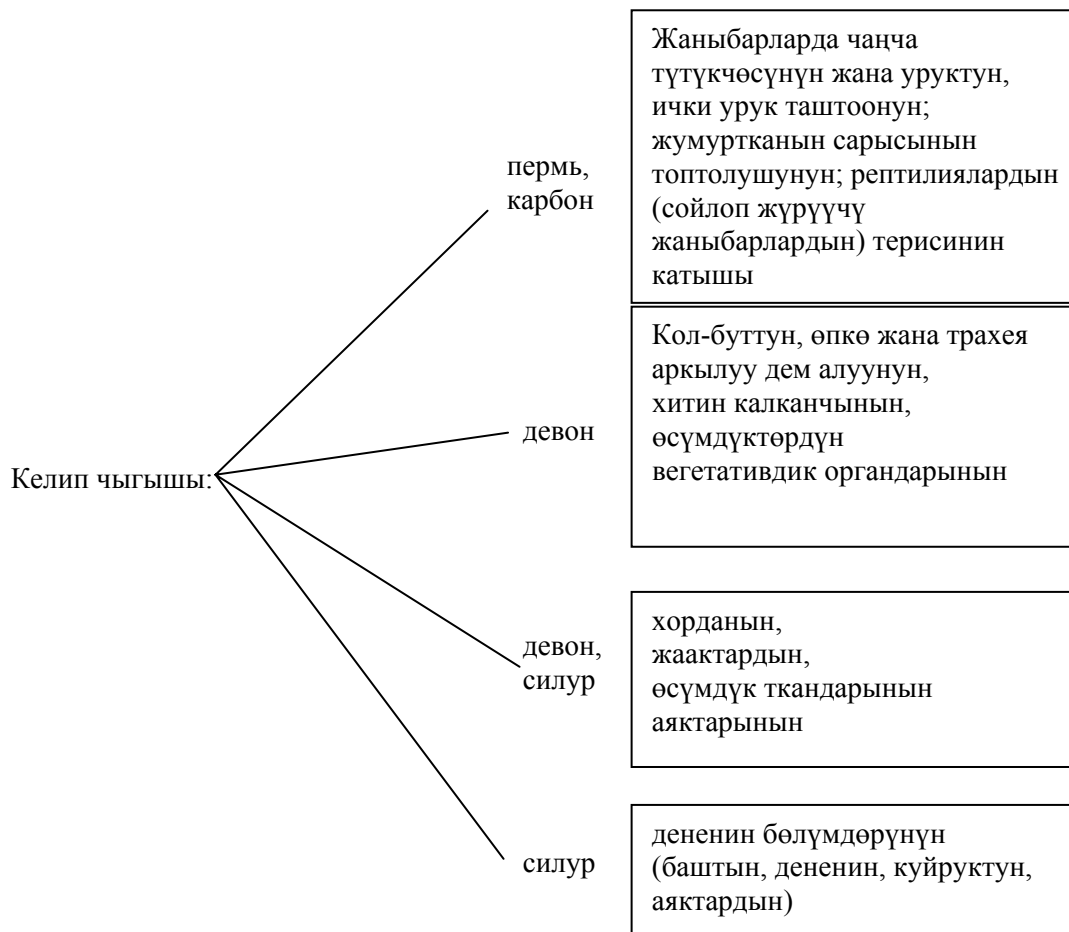 Келип чыгышы:
пермь,
карбон
Жаныбарларда чаңча
түтүкчөсүнүн жана уруктун,
ички урук таштоонун;
жумуртканын сарысынын
топтолушунун; рептилиялардын
(сойлоп жүрүүчү
жаныбарлардын) терисинин
катышы
девон
Кол-буттун, өпкө жана трахея
аркылуу дем алуунун,
хитин калканчынын,
өсүмдүктөрдүн
вегетативдик органдарынын
девон,
силур
хорданын,
жаактардын,
өсүмдүк ткандарынын
аяктарынын
силур
дененин бөлүмдөрүнүн
(баштын, дененин, куйруктун,
аяктардын)